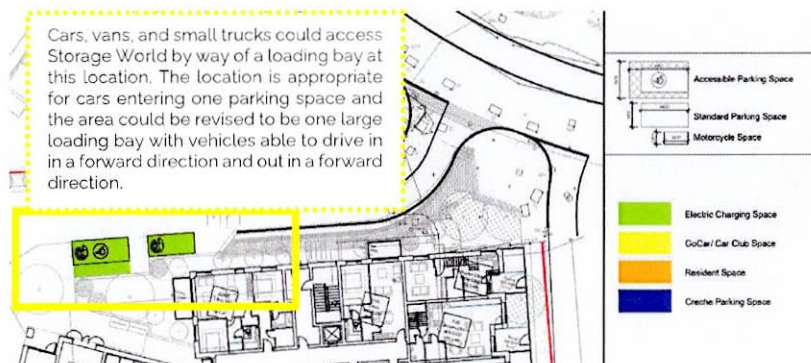 Cars, vans, and small trucks could access
Storage World by way of a loading bay at
this location. The location is appropriate
for cars entering one parking space and
the area could be revised to be one large
loading bay with vehicles able to drive in
in a forward direction and out in a forward
direction.
Accessible Parking Space
Standard Parking Space
Motorcycle Space
Electric Charging Space
GoCar/ Car Club Space
Resident Space
Creche Parking Space